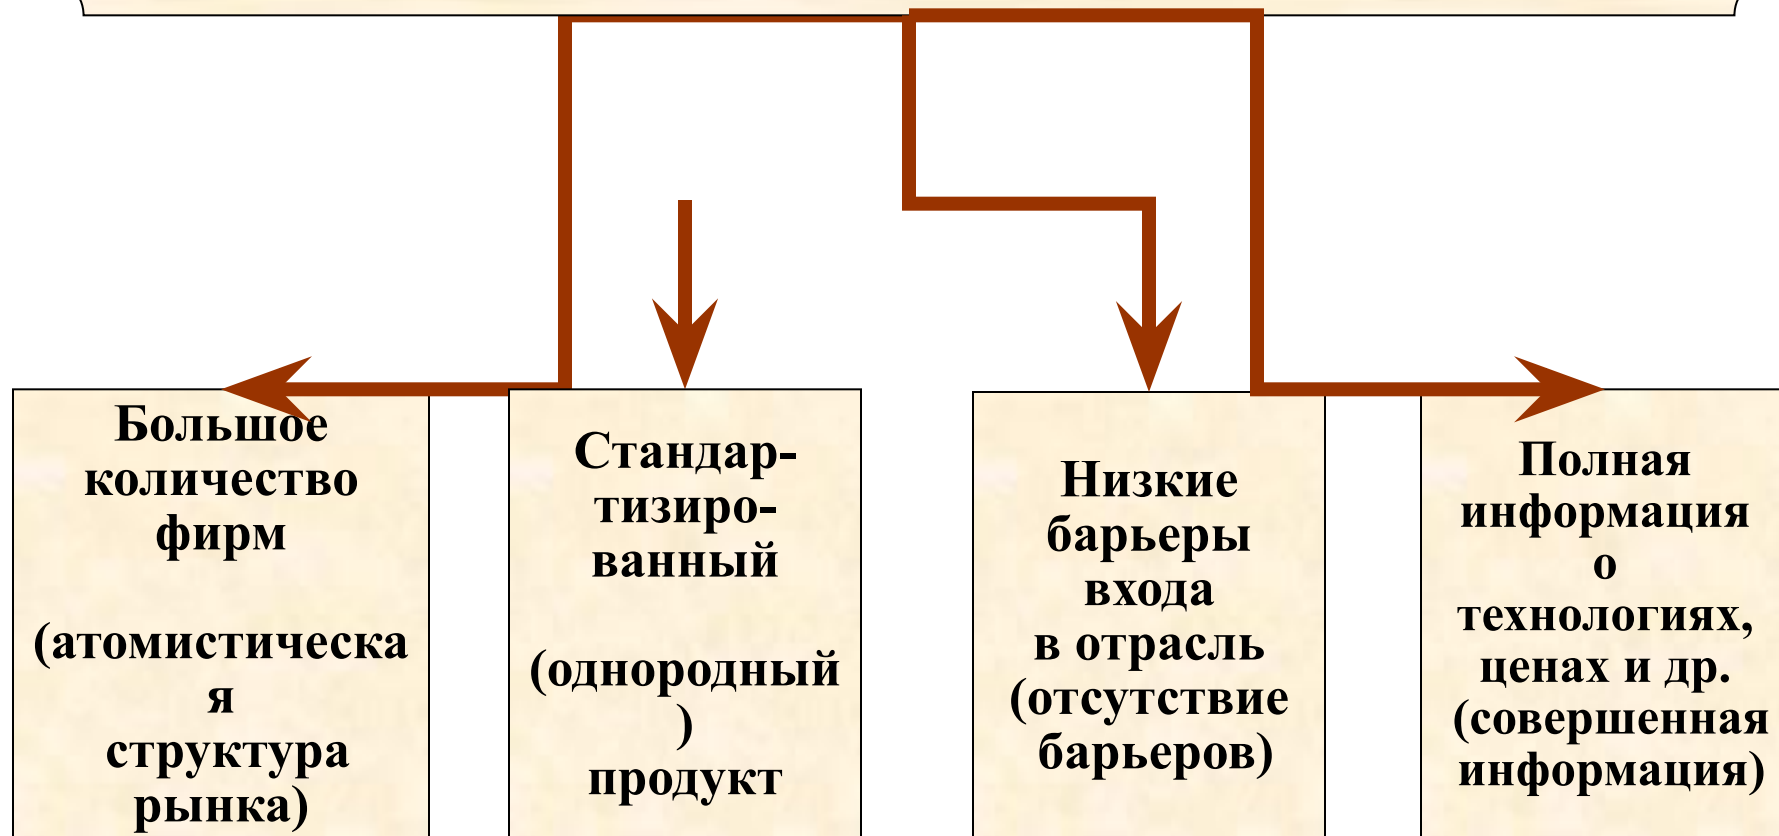 Большое
количество
фирм
(атомистическа
я
структура
рынка)
Стандар-
тизиро-
ванный
(однородный
)
продукт
Низкие
барьеры
входа
в отрасль
(отсутствие
барьеров)
Полная
информация
о
технологиях,
ценах и др.
(совершенная
информация)